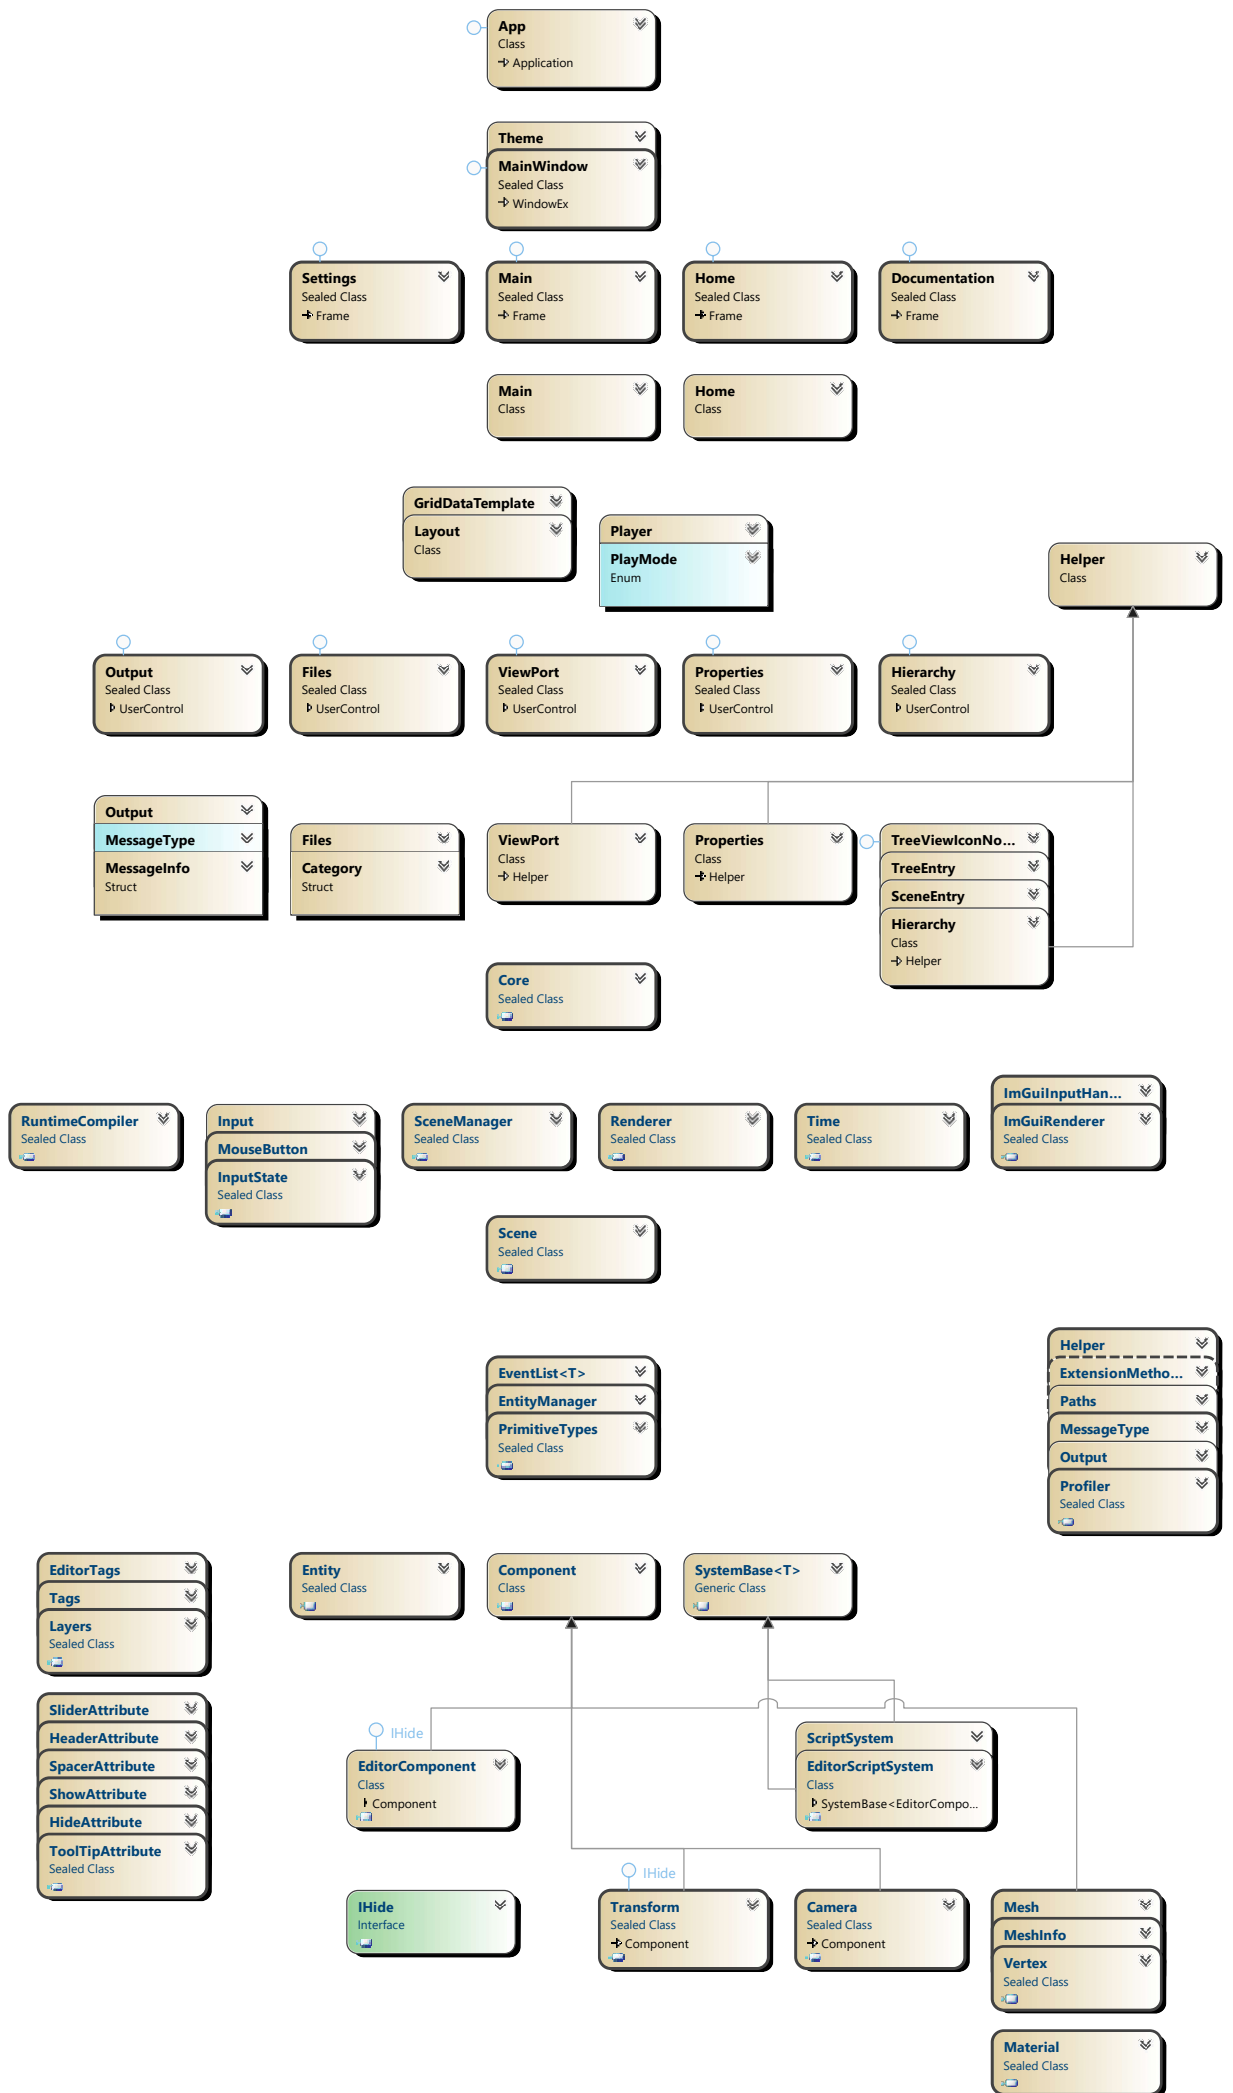 App
Class
Application
Theme
MainWindow
Sealed Class
WindowEx
Settings
Sealed Class
Frame
Main
Sealed Class
Frame
Home
Sealed Class
Frame
Documentation
Sealed Class
Frame
Main
Class
Home
Class
GridDataTemplate
Layout
Class
Player
PlayMode
Enum
Helper
Class
Output
Sealed Class
UserControl
Files
Sealed Class
UserControl
ViewPort
Sealed Class
UserControl
Properties
Sealed Class
UserControl
Hierarchy
Sealed Class
UserControl
Output
MessageType
MessageInfo
Struct
Files
Category
Struct
ViewPort
Class
Helper
Properties
Class
Helper
TreeViewIconNo...
TreeEntry
SceneEntry
Hierarchy
Class
Helper
Core
Sealed Class
RuntimeCompiler
Sealed Class
Input
MouseButton
InputState
Sealed Class
SceneManager
Sealed Class
Renderer
Sealed Class
Time
Sealed Class
ImGuiInputHan...
ImGuiRenderer
Sealed Class
Scene
Sealed Class
EventList<T>
EntityManager
PrimitiveTypes
Sealed Class
Helper
ExtensionMetho...
Paths
MessageType
Output
Profiler
Sealed Class
EditorTags
Tags
Layers
Sealed Class
Entity
Sealed Class
Component
Class
SystemBase<T>
Generic Class
SliderAttribute
HeaderAttribute
SpacerAttribute
ShowAttribute
HideAttribute
ToolTipAttribute
Sealed Class
IHide
EditorComponent
Class
Component
ScriptSystem
EditorScriptSystem
Class
SystemBase<EditorCompo...
IHide
Interface
IHide
Transform
Sealed Class
Component
Camera
Sealed Class
Component
Mesh
MeshInfo
Vertex
Sealed Class
Material
Sealed Class